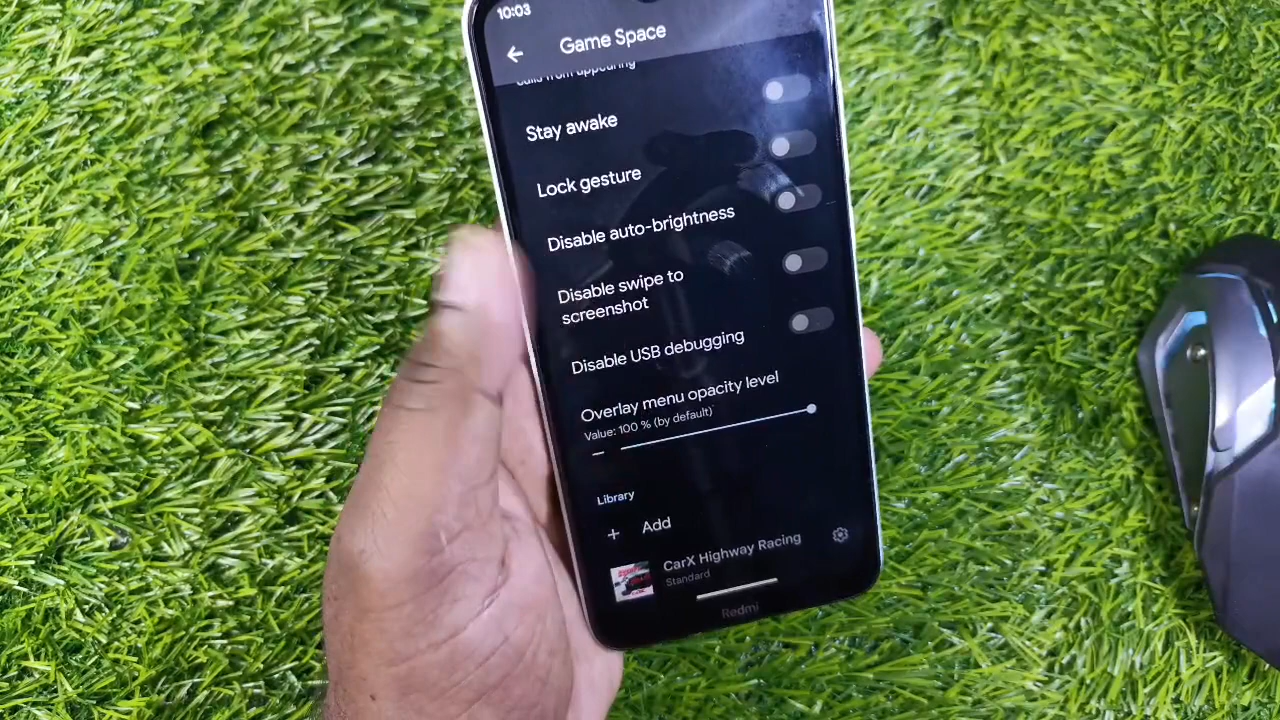 10:03
Game Space
calls from appearing
Stay awake
Lock gesture
Disable auto-brightness
Disable swipe to
screenshot
Disable USB debugging
Overlay menu opacity level
Value: 100 % (by default)
Library
+ Add
CarX Highway Racing
Standard
Redmi